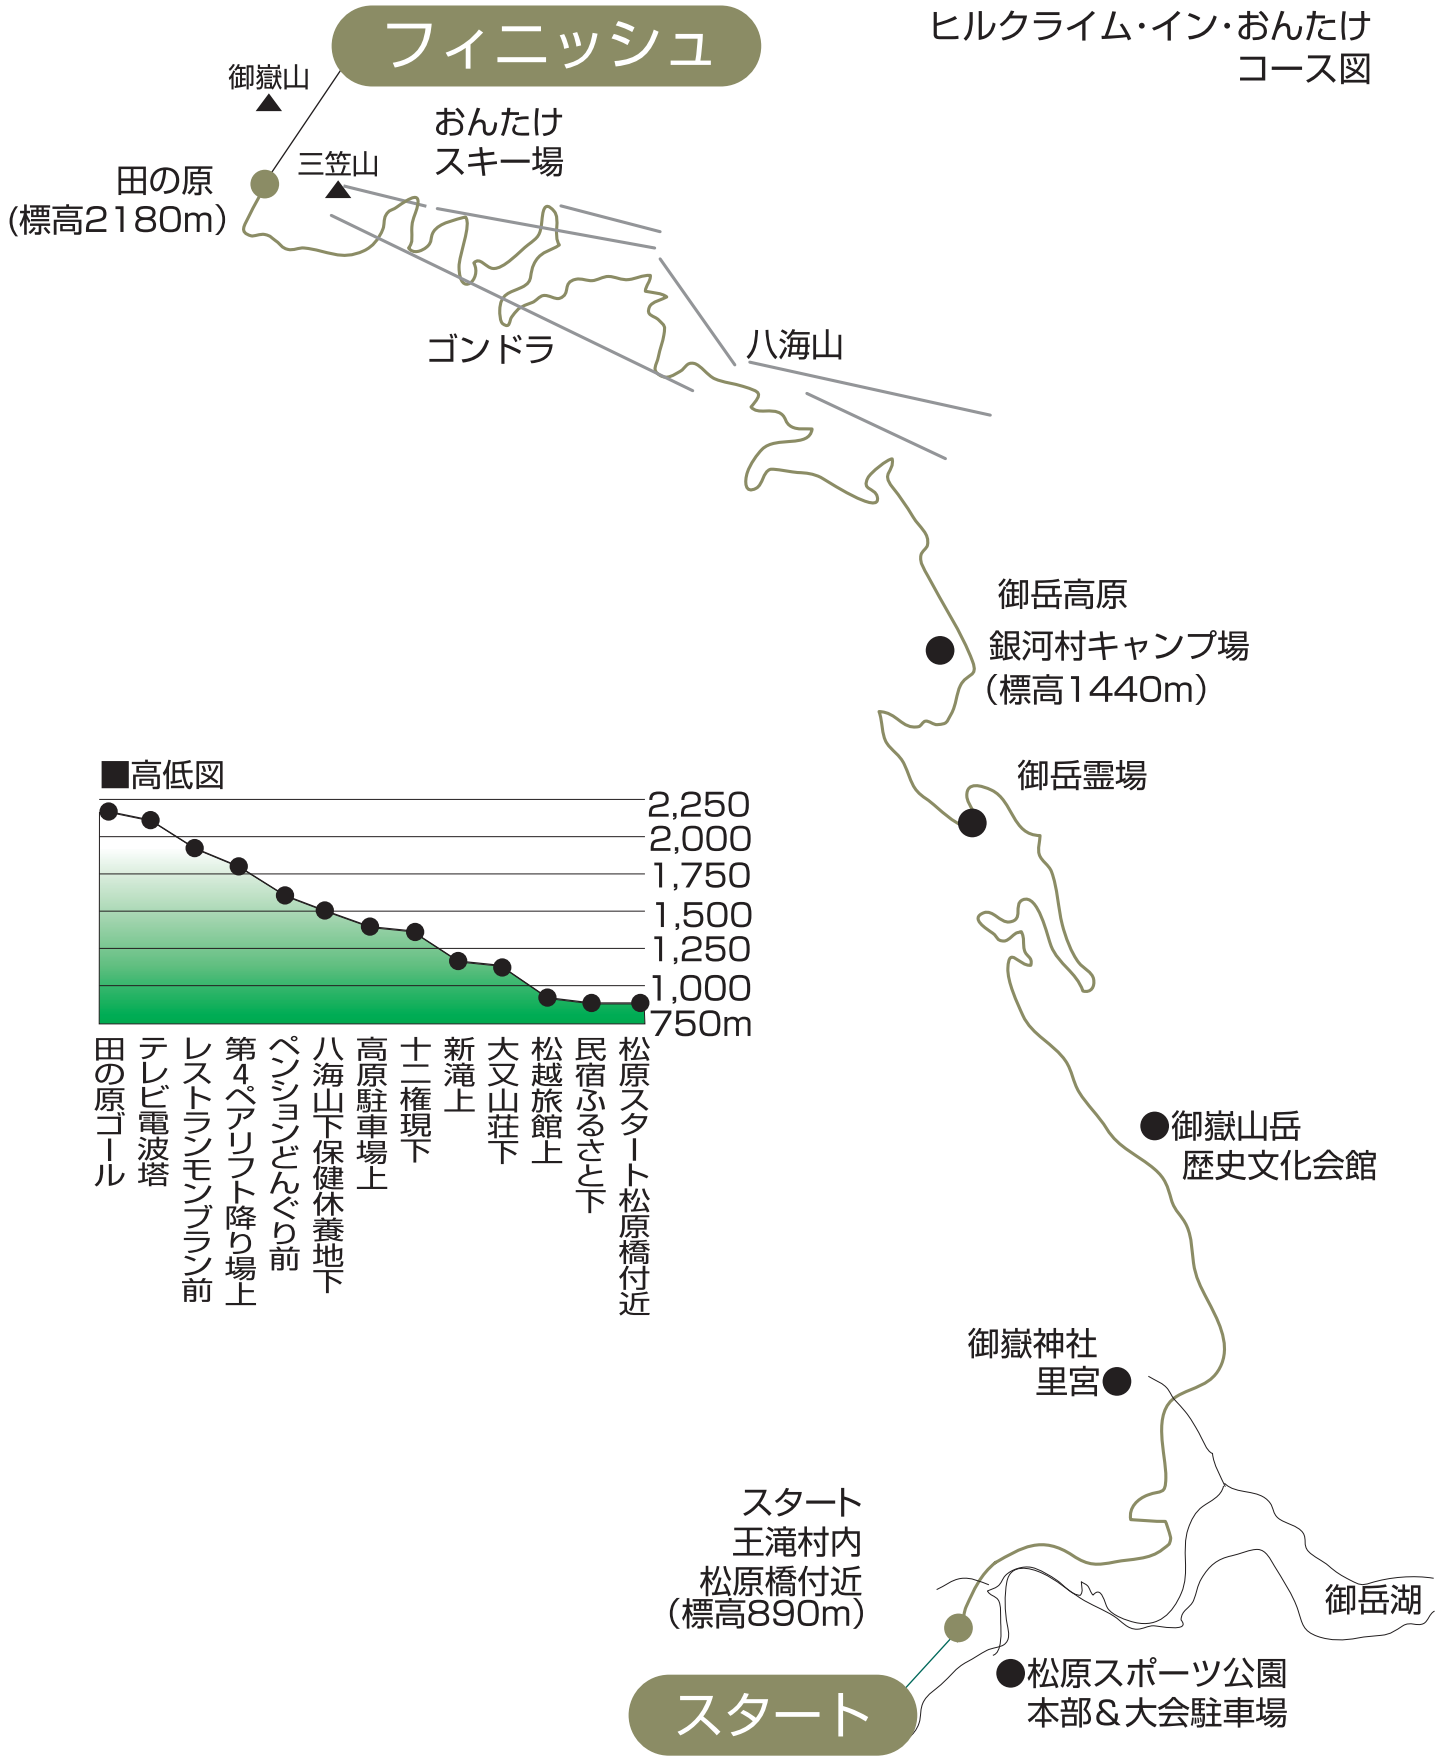 フィニッシュ
ヒルクライム・イン・おんたけ
コース図
御嶽山
おんたけ
スキー場
三笠山
田の原
(標高2180m)
ゴンドラ
八海山
御岳高原
銀河村キャンプ場
(標高1440m)
御岳霊場
■高低図
2,250
2,000
1,750
1,500
1,250
1,000
750m
田の原ゴール
テレビ電波塔
レストランモンブラン前
第4ペアリフト降り場上
ペンションどんぐり前
八海山下保健休養地下
高原駐車場上
十二権現下
新滝上
大又山荘下
松越旅館上
民宿ふるさと下
松原スタート松原橋付近
御嶽山岳
歴史文化会館
御嶽神社
里宮
スタート
王滝村内
松原橋付近
(標高890m)
御岳湖
松原スポーツ公園
本部&大会駐車場
スタート